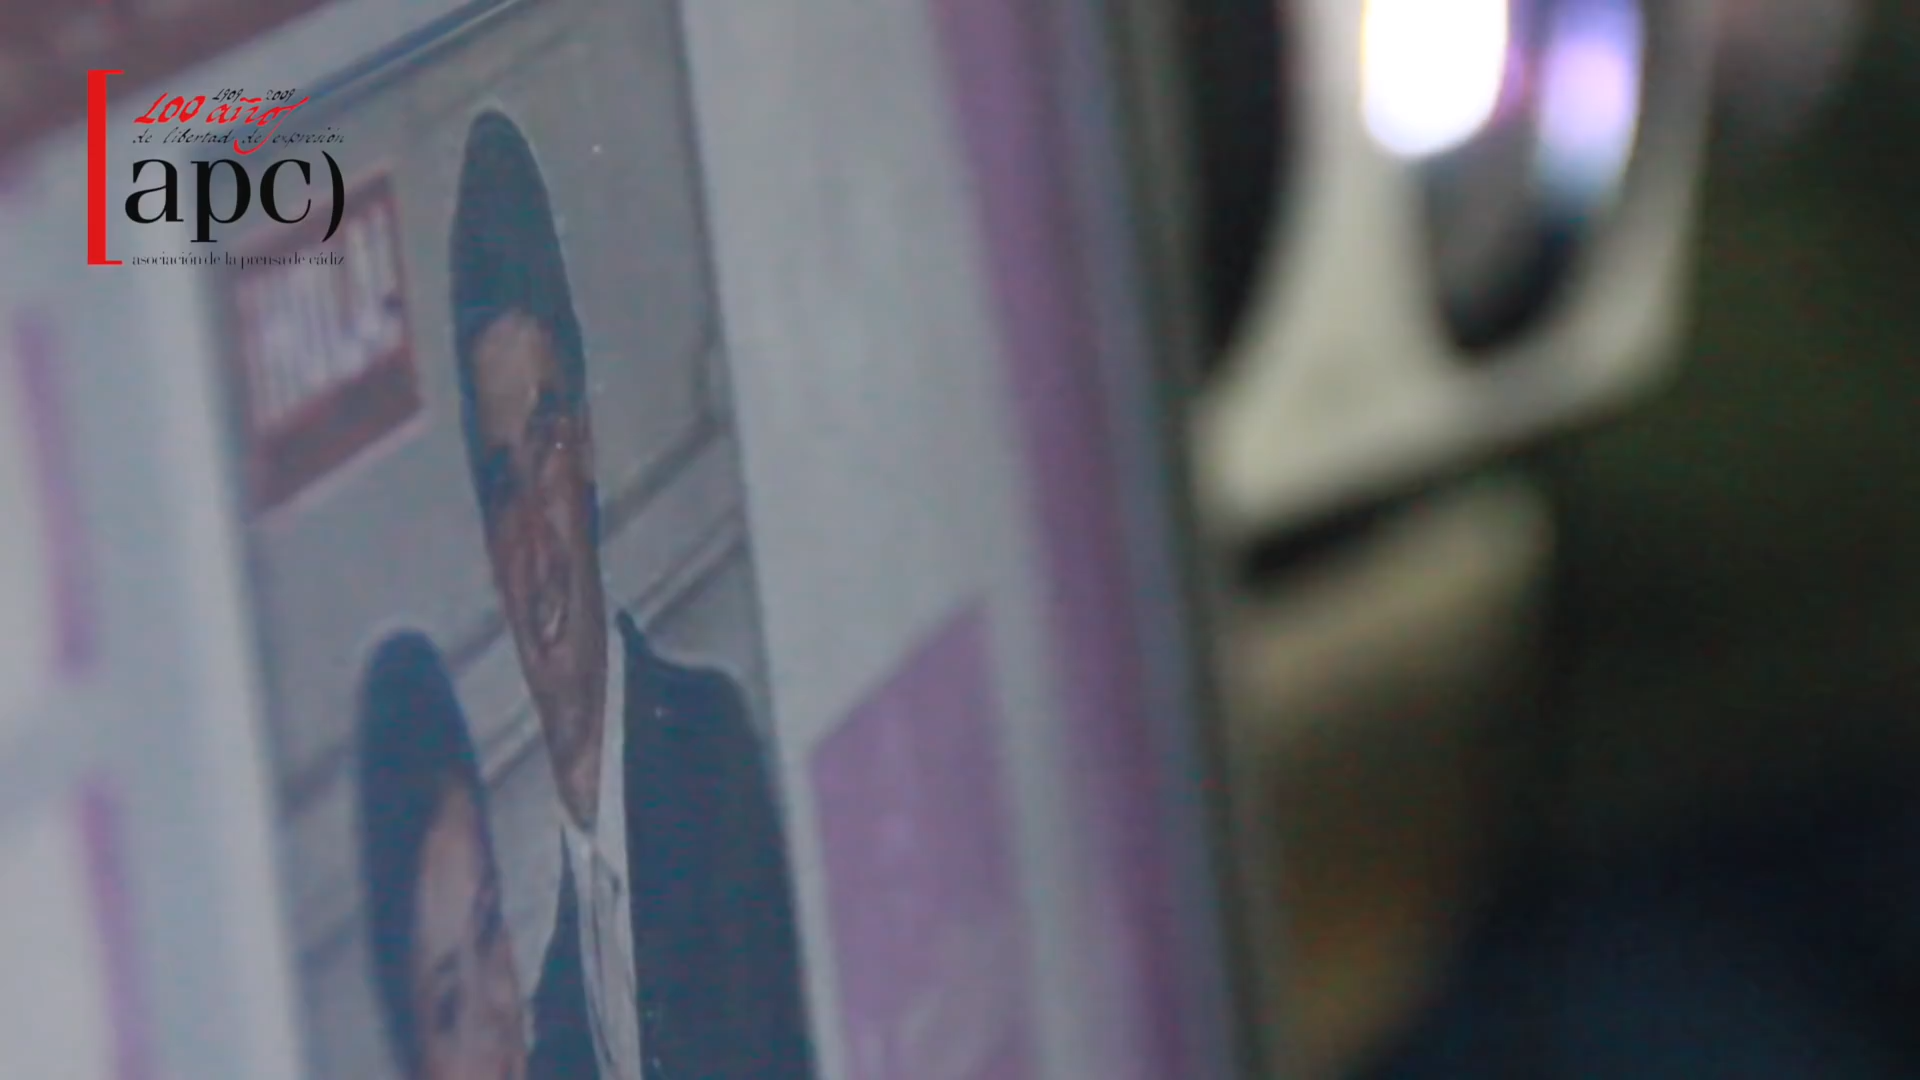 1909 2009
100 años
de libertad de expresión
[apc)
asociación de la prensa de cádiz